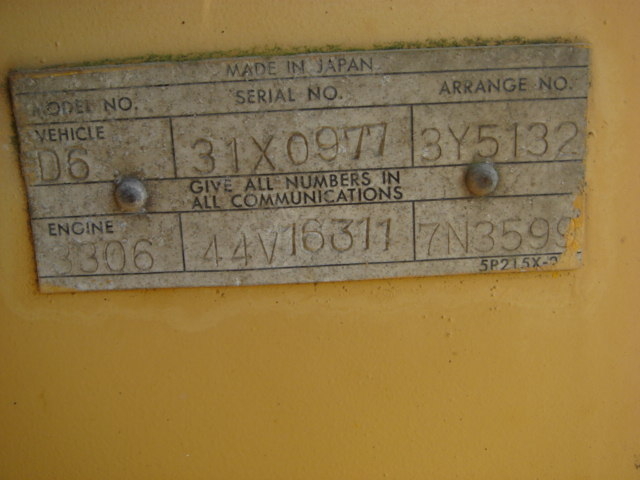 MADE IN JAPAN
MODEL NO. SERIAL NO. ARRANGE NO.
VEHICLE
D6 31X0977 3Y5132
GIVE ALL NUMBERS IN
ALL COMMUNICATIONS
ENGINE
3306 44V16311 7N3599